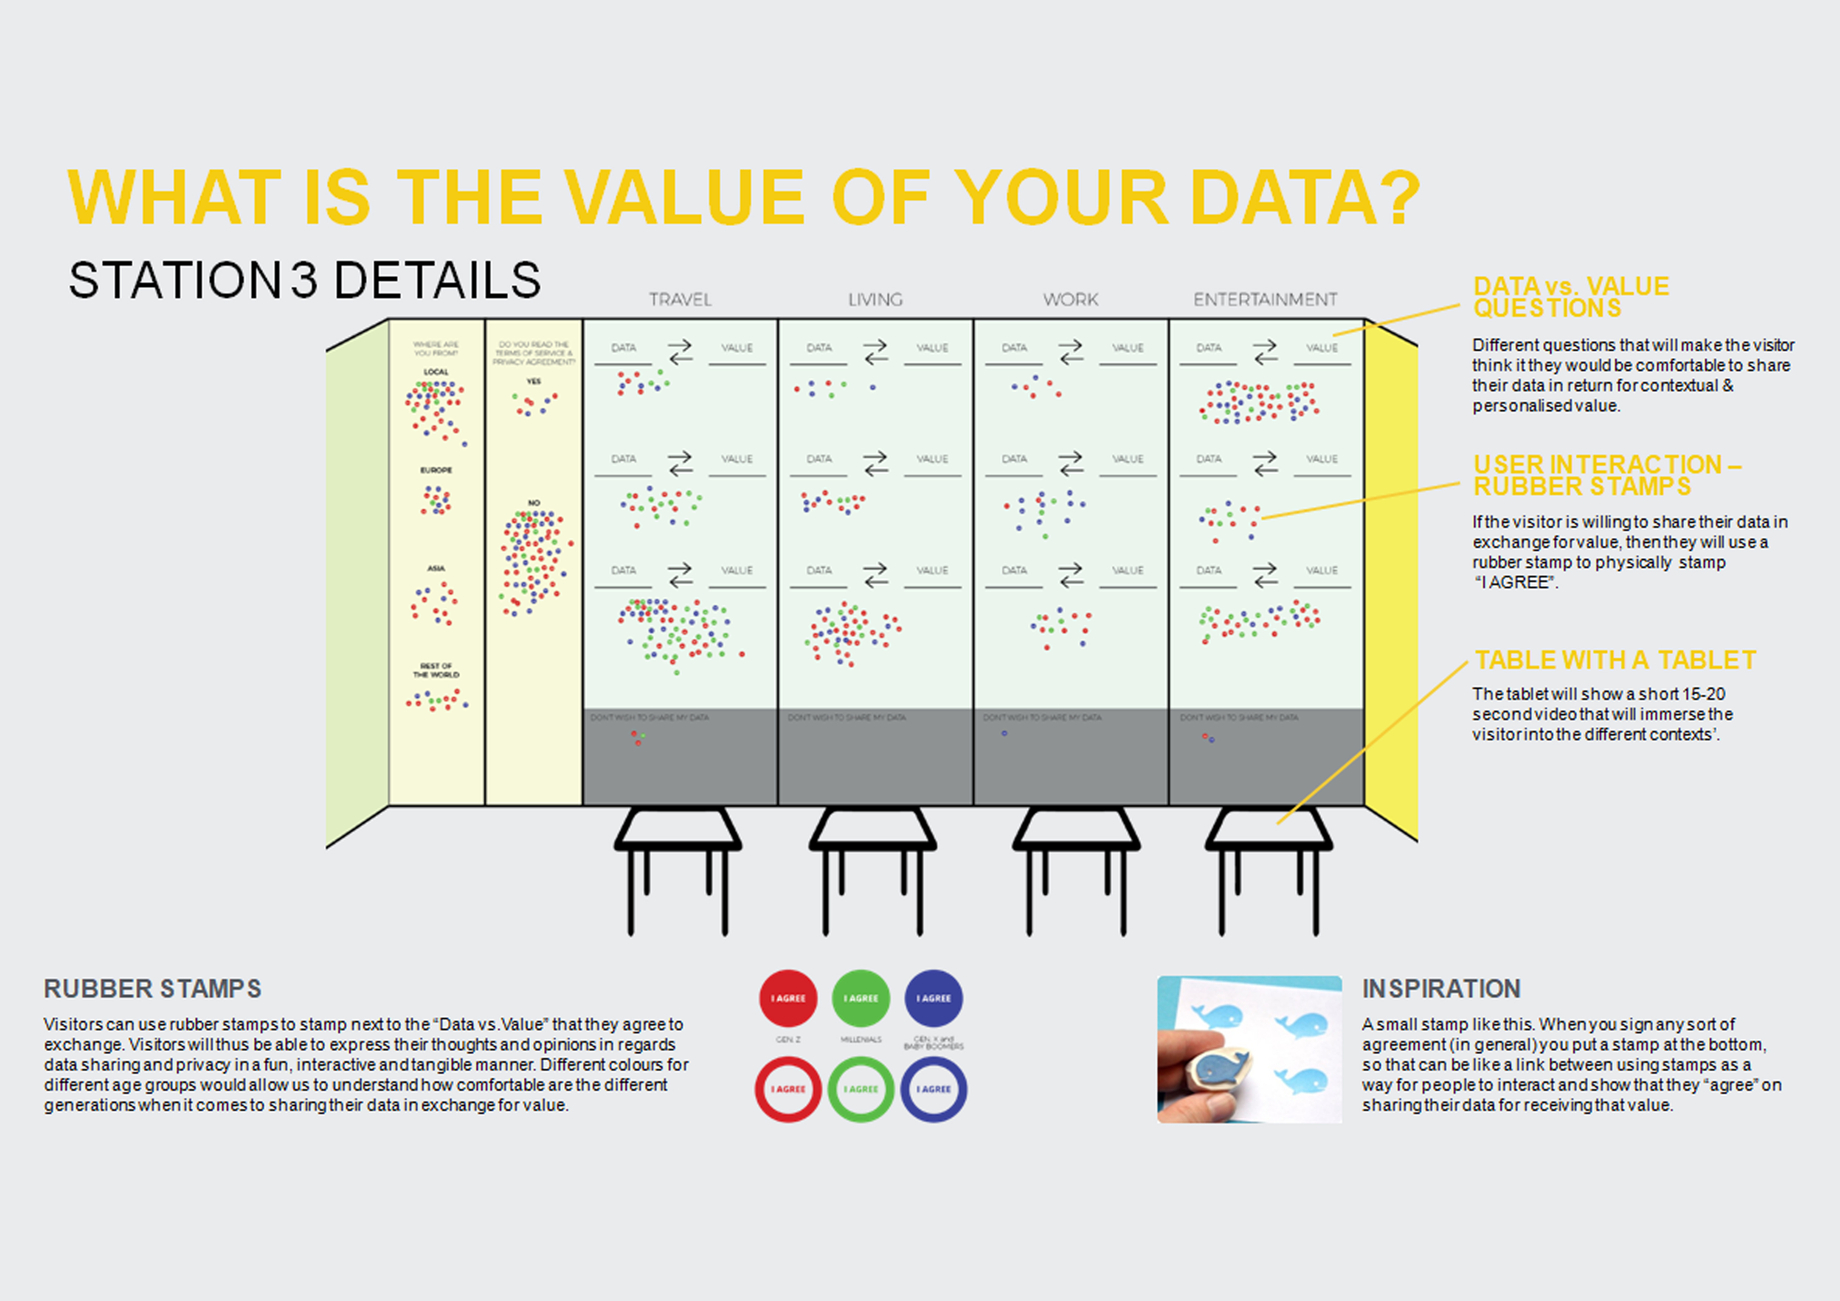 WHAT IS THE VALUE OF YOUR DATA?
STATION 3 DETAILS
TRAVEL
LIVING
WORK
ENTERTAINMENT
WHERE ARE
YOU FROM?
LOCAL
EUROPE
ASIA
REST OF
THE WORLD
DO YOU READ THE
TERMS OF SERVICE &
PRIVACY AGREEMENT?
YES
NO
DATA VALUE
DATA VALUE
DATA VALUE
DON'T WISH TO SHARE MY DATA
DATA VALUE
DATA VALUE
DATA VALUE
DON'T WISH TO SHARE MY DATA
DATA VALUE
DATA VALUE
DATA VALUE
DON'T WISH TO SHARE MY DATA
DATA VALUE
DATA VALUE
DATA VALUE
DON'T WISH TO SHARE MY DATA
DATA vs. VALUE
QUESTIONS
Different questions that will make the visitor
think it they would be comfortable to share
their data in return for contextual &
personalised value.
USER INTERACTION –
RUBBER STAMPS
If the visitor is willing to share their data in
exchange for value, then they will use a
rubber stamp to physically stamp
“I AGREE”.
TABLE WITH A TABLET
The tablet will show a short 15-20
second video that will immerse the
visitor into the different contexts’.
RUBBER STAMPS
Visitors can use rubber stamps to stamp next to the “Data vs. Value” that they agree to
exchange. Visitors will thus be able to express their thoughts and opinions in regards
data sharing and privacy in a fun, interactive and tangible manner. Different colours for
different age groups would allow us to understand how comfortable are the different
generations when it comes to sharing their data in exchange for value.
I AGREE
I AGREE
I AGREE
GEN. Z
MILLENIALS
GEN. X and
BABY BOOMERS
I AGREE
I AGREE
I AGREE
INSPIRATION
A small stamp like this. When you sign any sort of
agreement (in general) you put a stamp at the bottom,
so that can be like a link between using stamps as a
way for people to interact and show that they “agree” on
sharing their data for receiving that value.